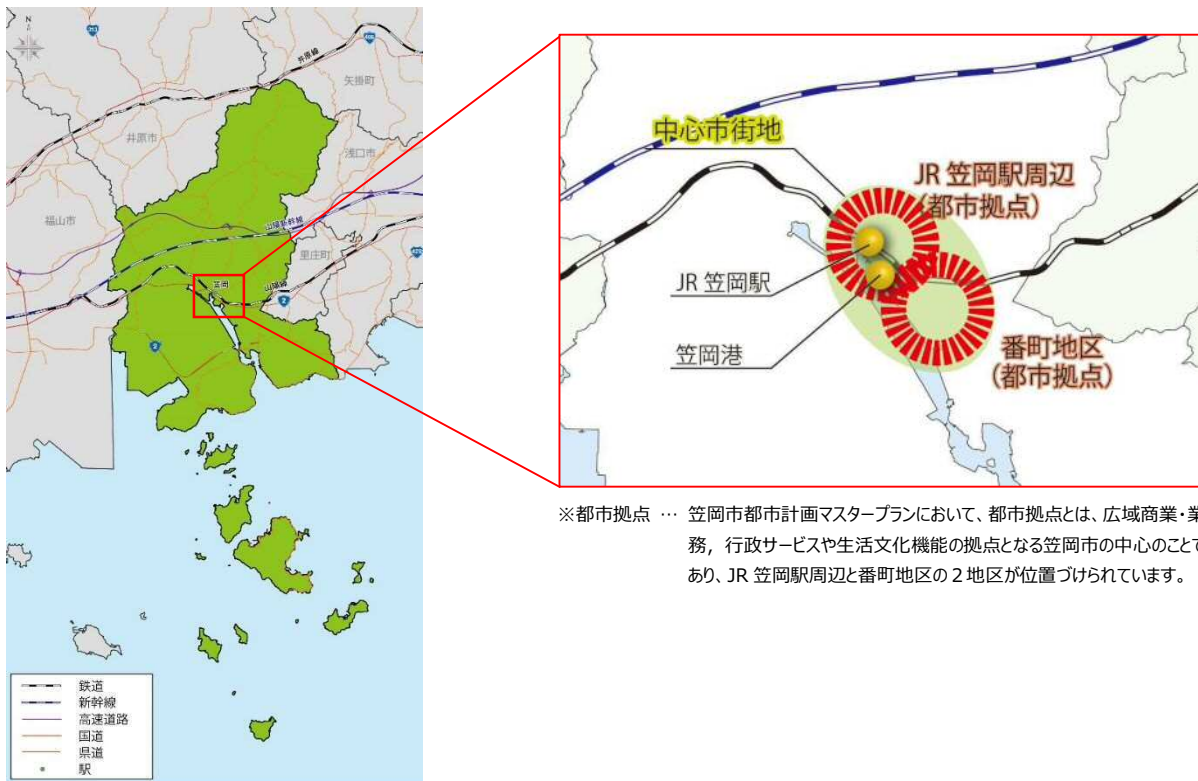 N
313
486
井原線
矢掛町
井原市
浅口市
福山市
山陽新幹線
里庄町
笠岡
山陽線
2
2
鉄道
新幹線
高速道路
国道
県道
駅
中心市街地
JR 笠岡駅周辺
(都市拠点)
JR 笠岡駅
笠岡港
番町地区
(都市拠点)
※都市拠点 … 笠岡市都市計画マスタープランにおいて、都市拠点とは、広域商業・業
務，行政サービスや生活文化機能の拠点となる笠岡市の中心のことで
あり、JR 笠岡駅周辺と番町地区の２地区が位置づけられています。